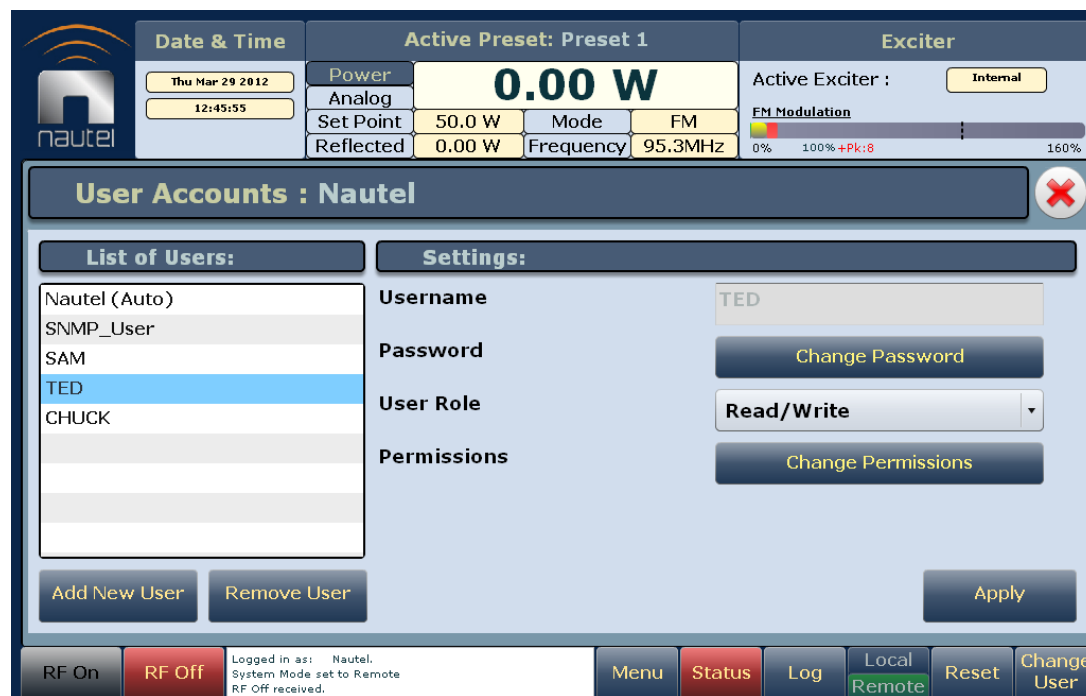 Date & Time
Active Preset: Preset 1
Exciter
nautel
Thu Mar 29 2012
12:45:55
Power
Analog
0.00 W
Set Point 50.0 W Mode FM
Reflected 0.00 W Frequency 95.3MHz
Active Exciter : Internal
FM Modulation
0% 100% +Pk:8 160%
User Accounts : Nautel
List of Users:
Nautel (Auto)
SNMP_User
SAM
TED
CHUCK
Add New User Remove User
Settings:
Username TED
Password Change Password
User Role Read/Write
Permissions Change Permissions
Apply
RF On RF Off
Logged in as: Nautel.
System Mode set to Remote
RF Off received.
Menu Status Log
Local
Remote
Reset
Change
User